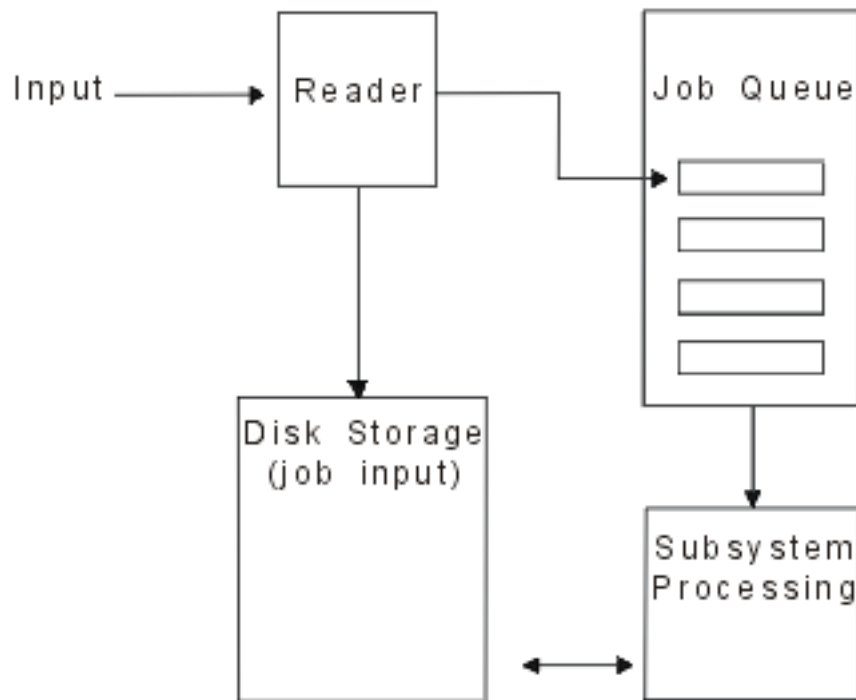 Input
Reader
Job Queue
Disk Storage
(job input)
Subsystem
Processing